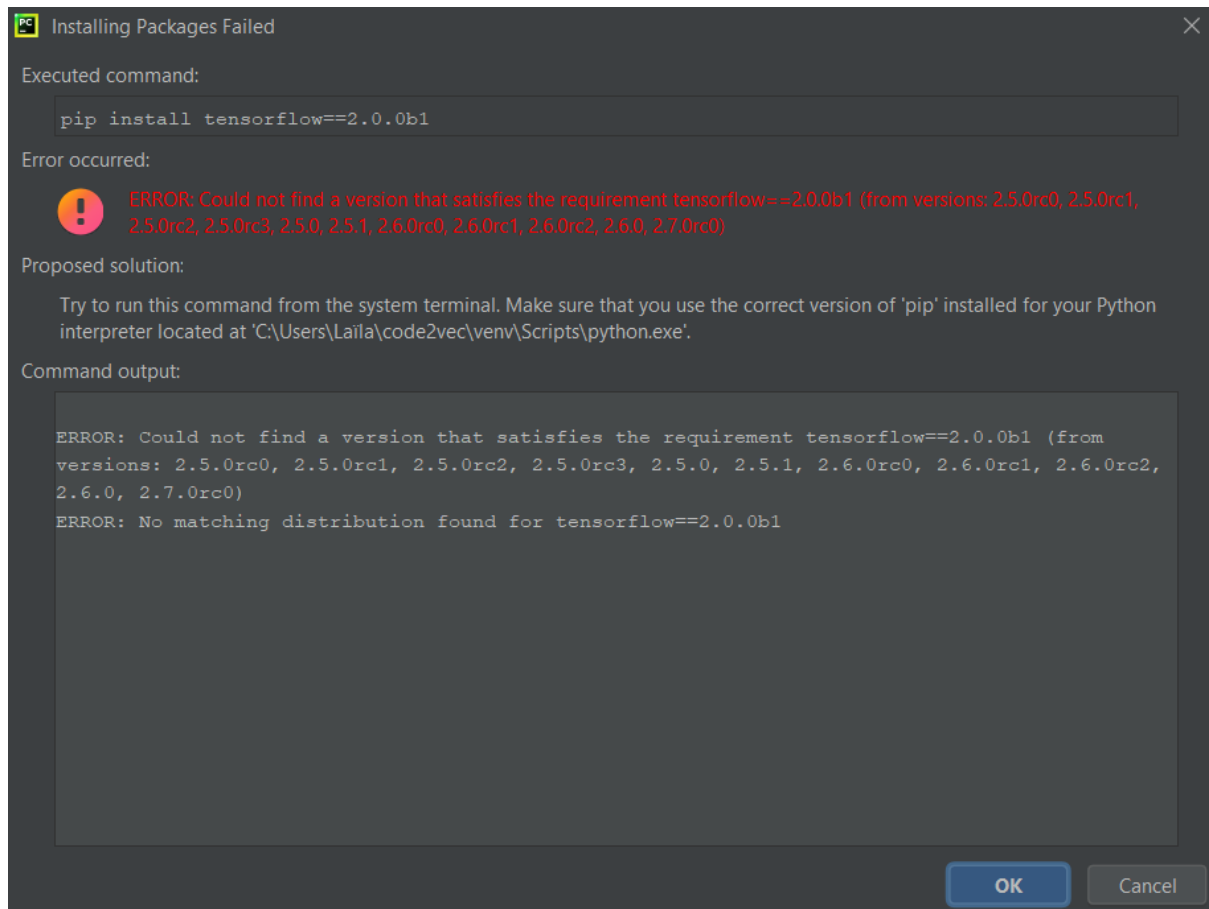 PC
Installing Packages Failed
Executed command:
pip install tensorflow==2.0.0b1
Error occurred:
ERROR: Could not find a version that satisfies the requirement tensorflow==2.0.0b1 (from versions: 2.5.0rc0, 2.5.0rc1,
2.5.0rc2, 2.5.0rc3, 2.5.0, 2.5.1, 2.6.0rc0, 2.6.0rc1, 2.6.0rc2, 2.6.0, 2.7.0rc0)
Proposed solution:
Try to run this command from the system terminal. Make sure that you use the correct version of 'pip' installed for your Python
interpreter located at 'C:\Users\Laïla\code2vec\venv\Scripts\python.exe'.
Command output:
ERROR: Could not find a version that satisfies the requirement tensorflow==2.0.0b1 (from
versions: 2.5.0rc0, 2.5.0rc1, 2.5.0rc2, 2.5.0rc3, 2.5.0, 2.5.1, 2.6.0rc0, 2.6.0rc1, 2.6.0rc2,
2.6.0, 2.7.0rc0)
ERROR: No matching distribution found for tensorflow==2.0.0b1
OK
Cancel